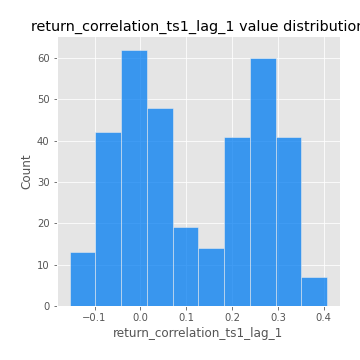 return_correlation_ts1_lag_1 value distribution
60
50
40
30
20
10
0
Count
−0.1 0.0 0.1 0.2 0.3 0.4
return_correlation_ts1_lag_1